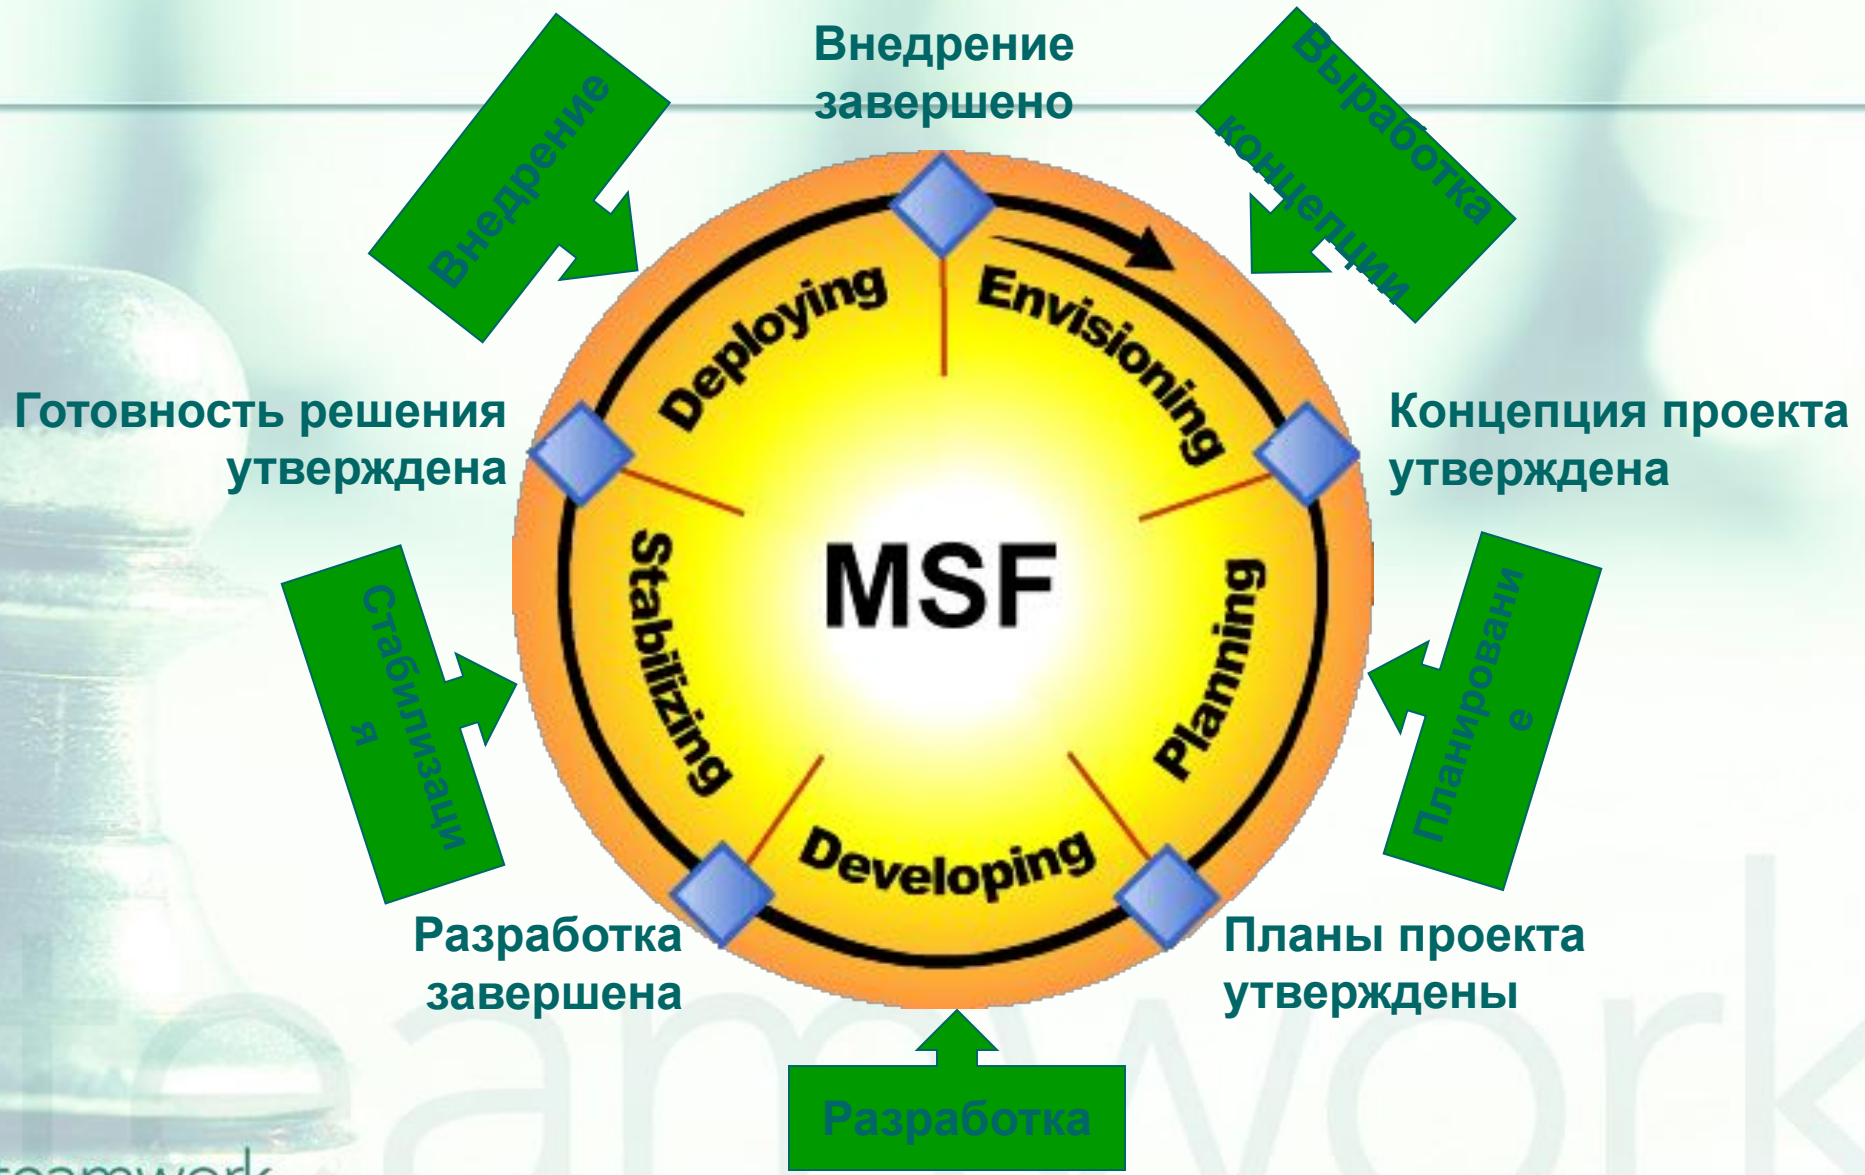 Внедрение
завершено
Внедрение
Выработка
концепции
Deploying
Envisioning
Готовность решения
утверждена
Концепция проекта
утверждена
MSF
Stabilizing
Planning
Стабилизаци
я
Планировани
е
Developing
Разработка
завершена
Планы проекта
утверждены
Разработка
teamwork
teamwork